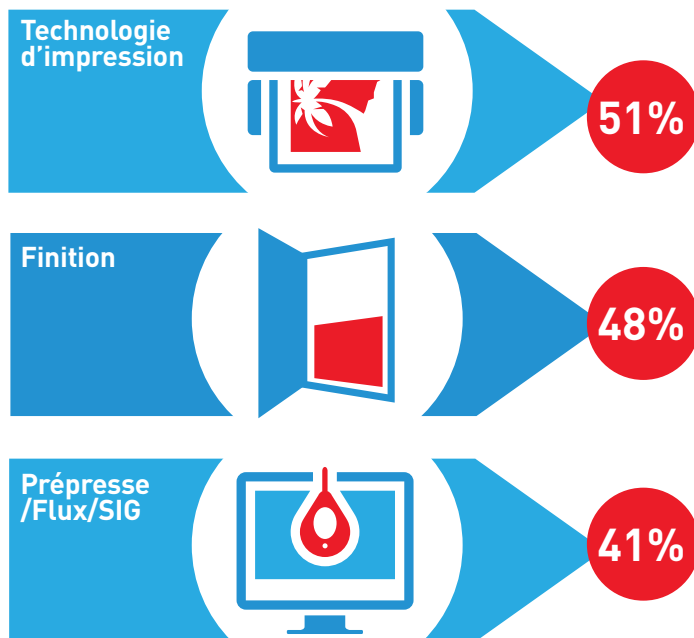 Technologie
d'impression
51%
Finition
48%
Prépresse
/Flux/SIG
41%